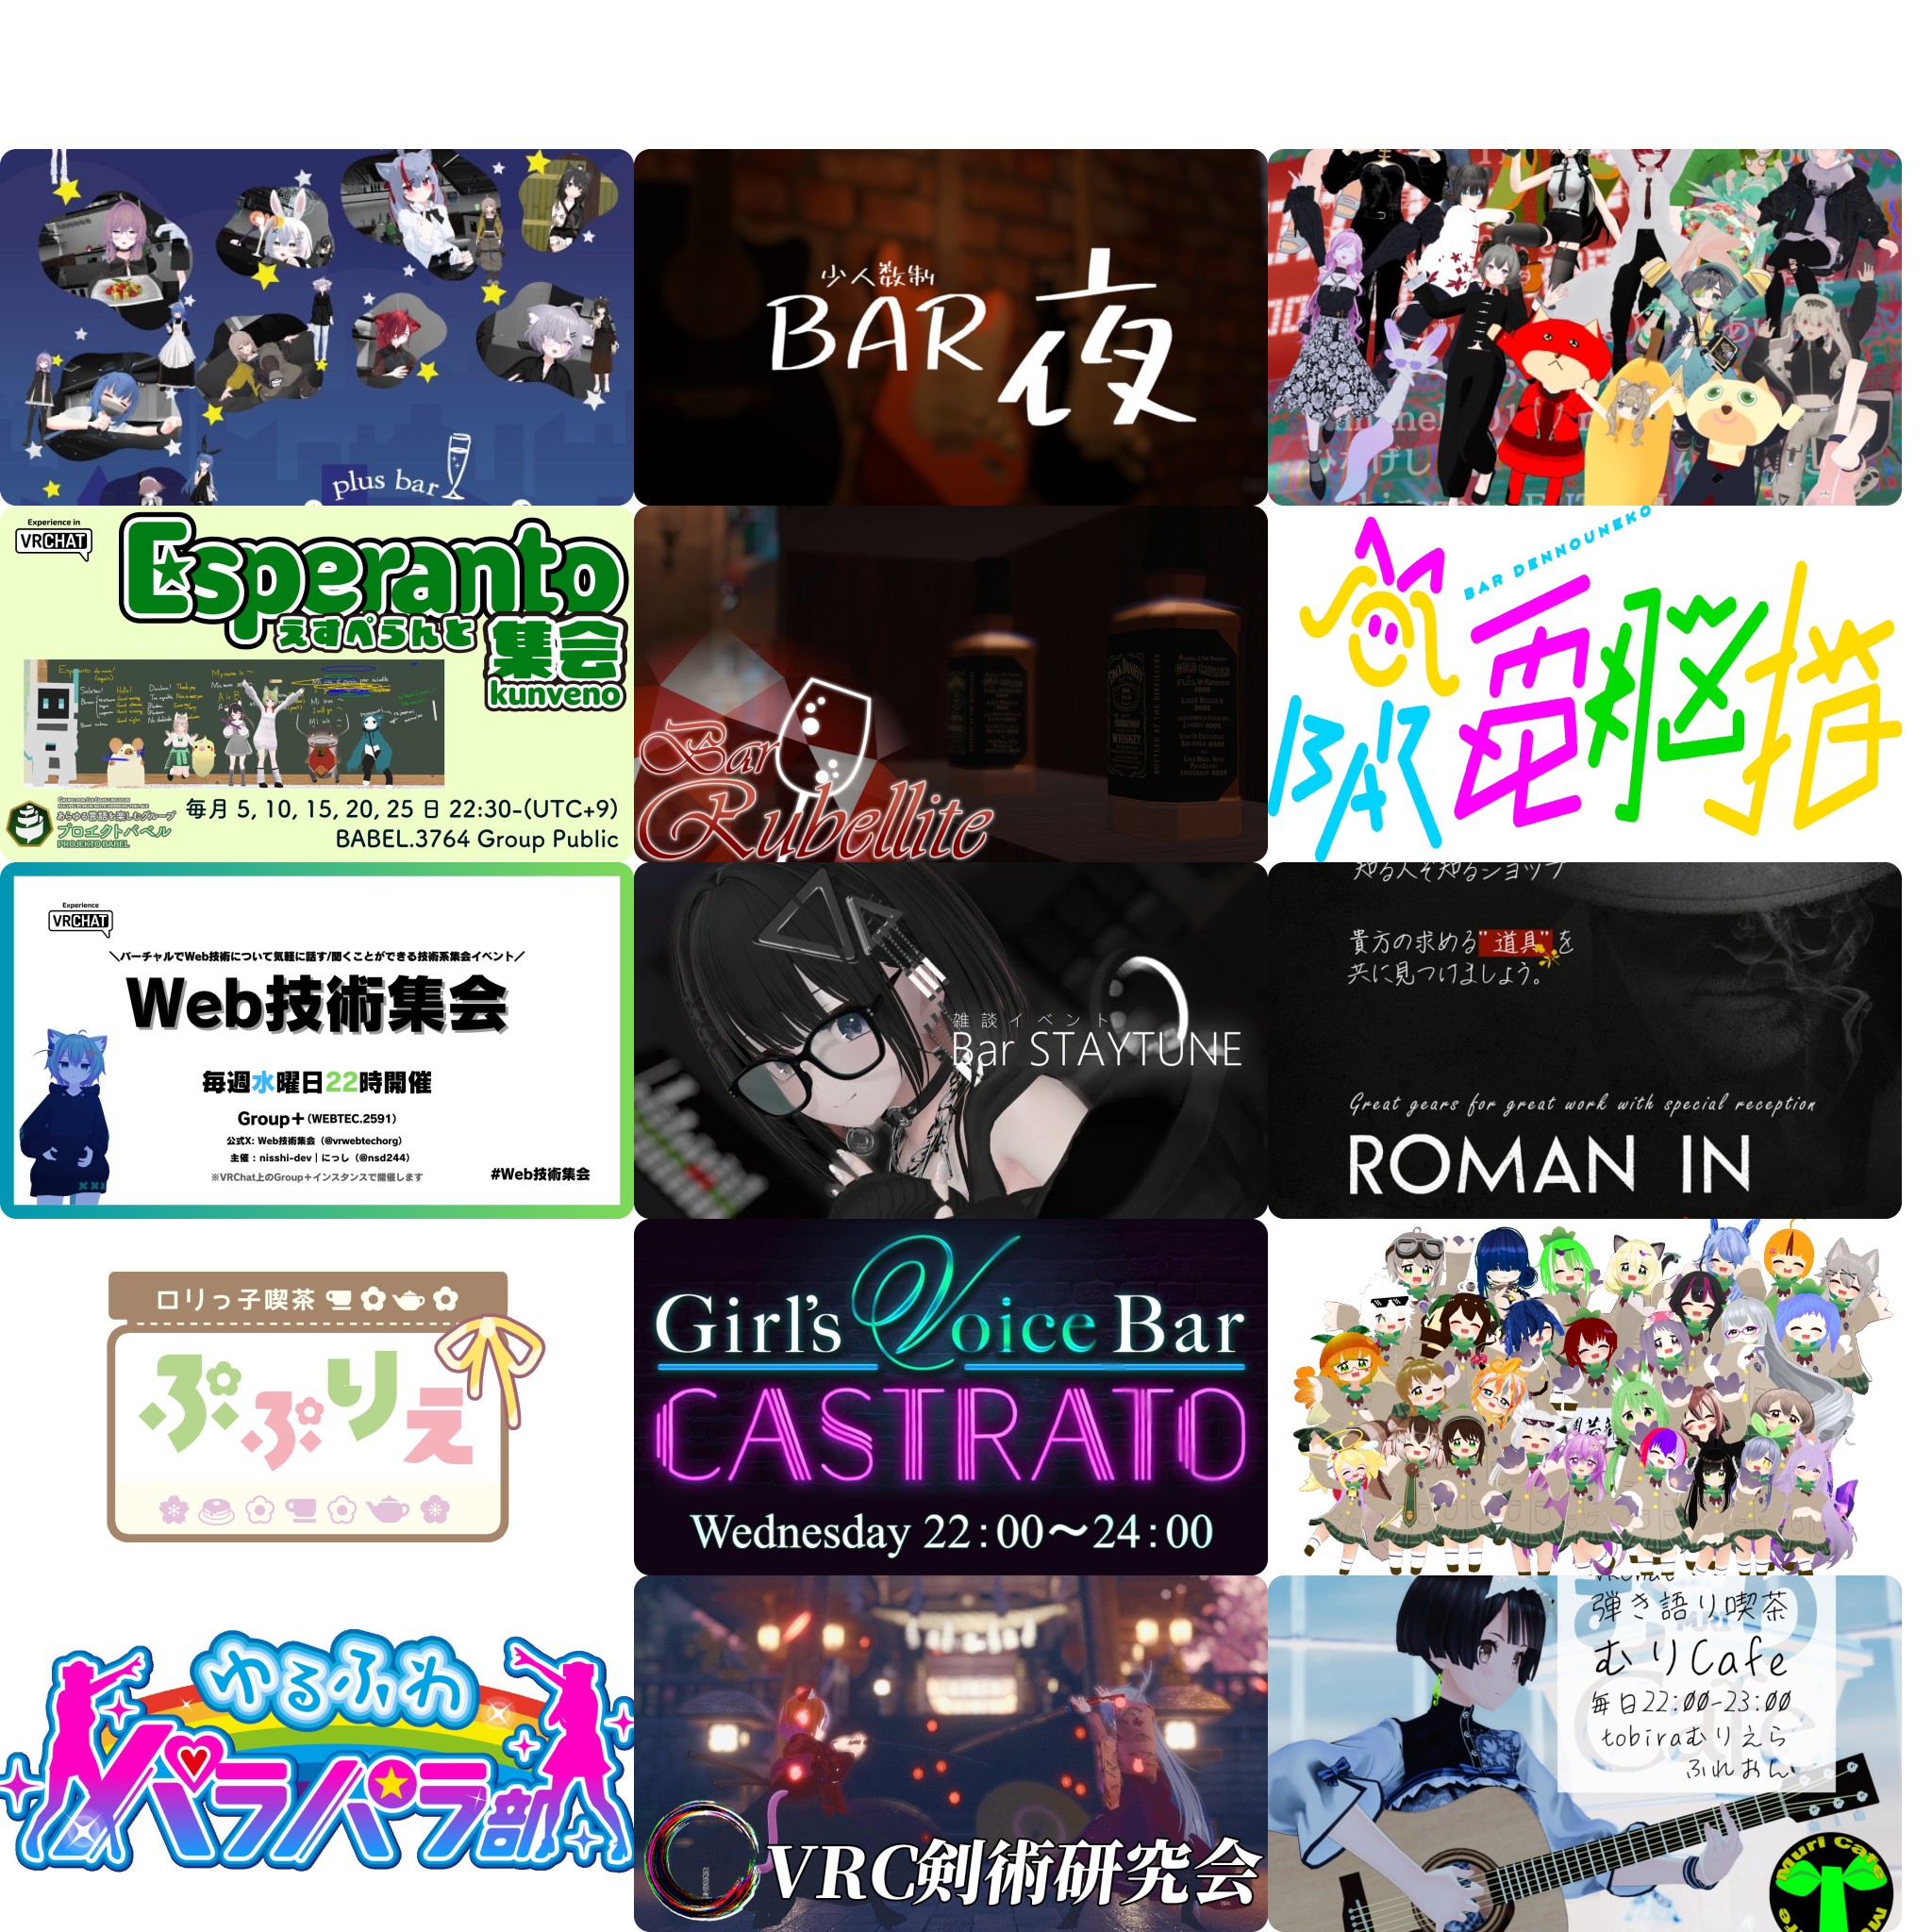 plus bar
少人数制
BAR 夜
Experience in
VRCHAT
Esperanto
えすぺらんと 集会
kunveno
あらゆる言語を楽しむグループ
プロエクトバベル
PROJEKTO BABEL
毎月 5, 10, 15, 20, 25 日 22:30-(UTC+9)
BABEL.3764 Group Public
Bar
Rubellite
BAR DENNOUNEKO
BAR 電脳猫
Experience
VRCHAT
＼バーチャルでWeb技術について気軽に話す/聞くことができる技術系集会イベント／
Web技術集会
毎週水曜日22時開催
Group＋(WEBTEC.2591)
公式X: Web技術集会（@vrwebtechorg）
主催 : nisshi-dev | にっし（@nsd244）
※VRChat上のGroup＋インスタンスで開催します
#Web技術集会
雑談イベント
Bar STAYTUNE
知る人ぞ知るショップ
貴方の求める"道具"を
共に見つけましょう。
Great gears for great work with special reception
ROMAN IN
ロリっ子喫茶
ぷぷりえ
Girl's Voice Bar
CASTRATO
Wednesday 22:00〜24:00
ゆるふわ
パラパラ部
VRC剣術研究会
VRChat
弾き語り喫茶
むりCafe
毎日22:00-23:00
tobiraむりえら
ふれおん
Muri Cafe